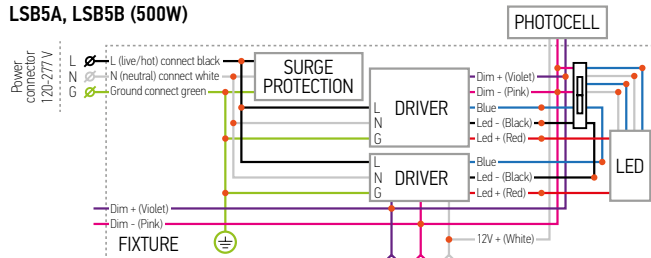 LSB5A, LSB5B (500W)
PHOTOCELL
Power
connector
120-277 V
L
N
G
L (live/hot) connect black
N (neutral) connect white
Ground connect green
SURGE
PROTECTION
L
N
G
DRIVER
Dim + (Violet)
Dim - (Pink)
Blue
Led - (Black)
Led + (Red)
L
N
G
DRIVER
Blue
Led - (Black)
Led + (Red)
LED
Dim + (Violet)
Dim - (Pink)
FIXTURE
12V + (White)